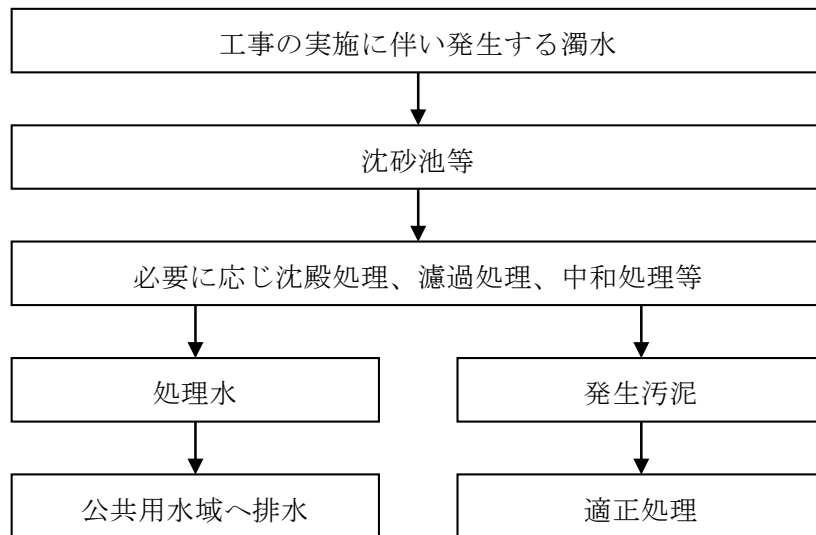 工事の実施に伴い発生する濁水
沈砂池等
必要に応じ沈殿処理、濾過処理、中和処理等
処理水
発生汚泥
公共用水域へ排水
適正処理